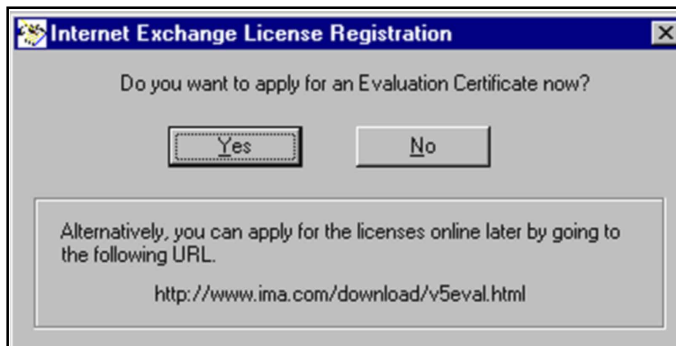 Internet Exchange License Registration
Do you want to apply for an Evaluation Certificate now?
Yes No
Alternatively, you can apply for the licenses online later by going to
the following URL.
http://www.ima.com/download/v5eval.html